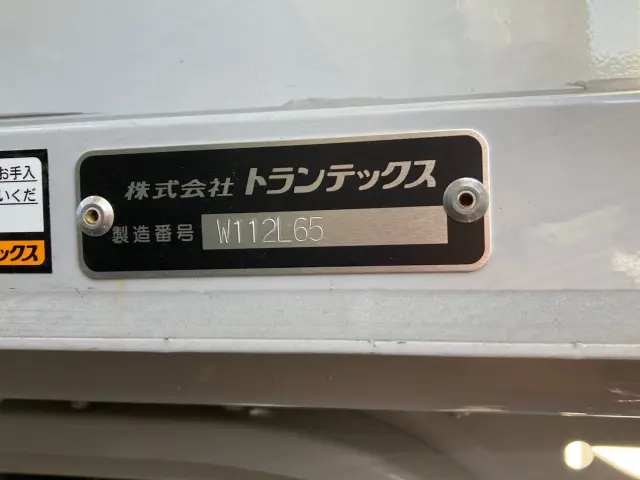 株式会社 トランテックス
製造番号 W112L65
お手入
いくだ
ックス